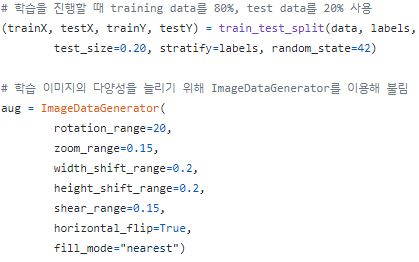 # 학습을 진행할 때 training data를 80%, test data를 20% 사용
(trainX, testX, trainY, testY) = train_test_split(data, labels,
        test_size=0.20, stratify=labels, random_state=42)

# 학습 이미지의 다양성을 늘리기 위해 ImageDataGenerator를 이용해 불림
aug = ImageDataGenerator(
        rotation_range=20,
        zoom_range=0.15,
        width_shift_range=0.2,
        height_shift_range=0.2,
        shear_range=0.15,
        horizontal_flip=True,
        fill_mode="nearest")